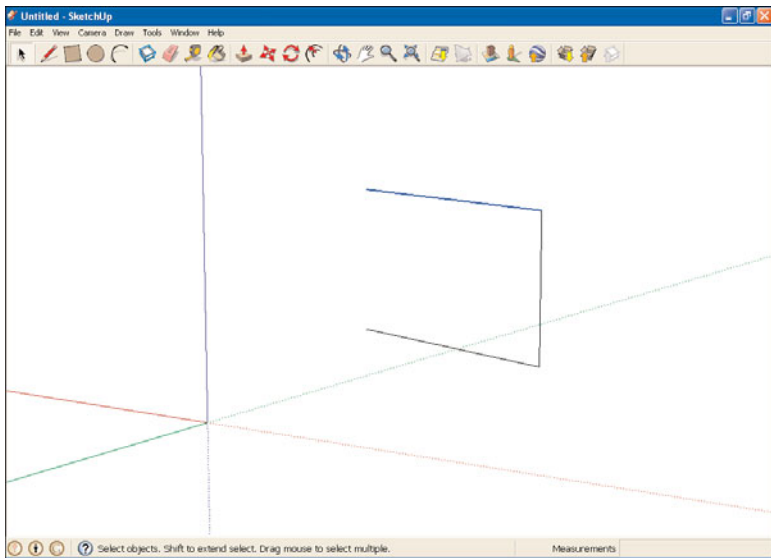 Untitled - SketchUp
File Edit View Camera Draw Tools Window Help
Select objects. Shift to extend select. Drag mouse to select multiple.
Measurements